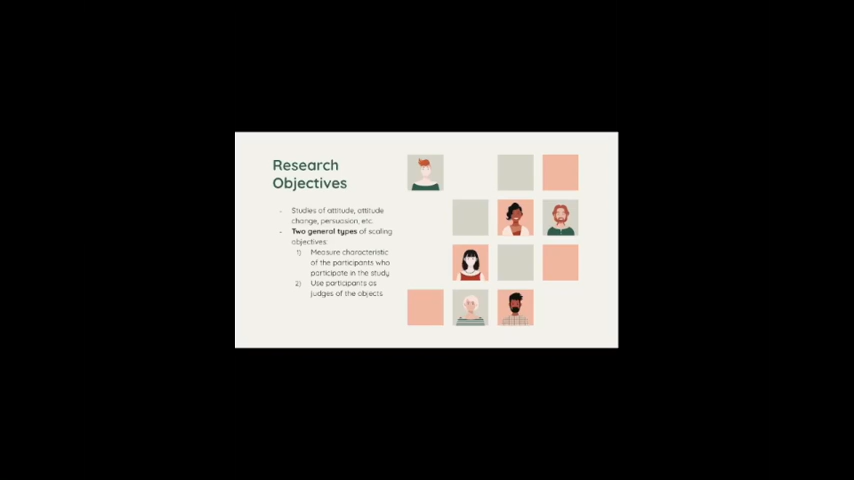 Research
Objectives
- Studies of attitude, attitude
change, persuasion, etc.
- Two general types of scaling
objectives:
1) Measure characteristic
of the participants who
participate in the study
2) Use participants as
judges of the objects